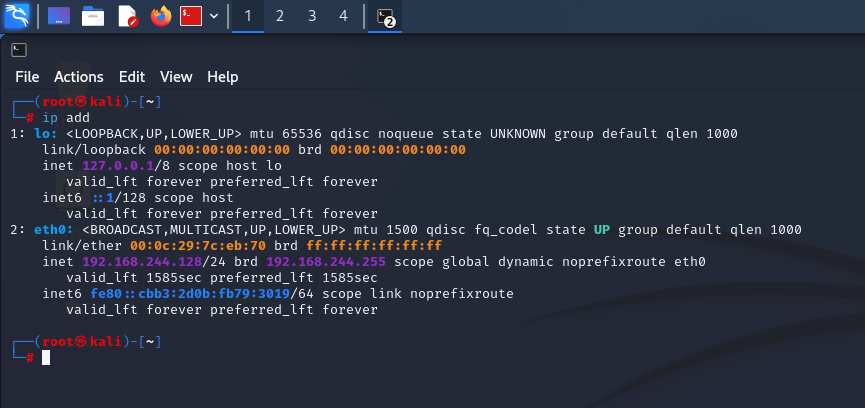 1 2 3 4 2
File Actions Edit View Help
┌──(root㉿kali)-[~]
└─# ip add
1: lo: <LOOPBACK,UP,LOWER_UP> mtu 65536 qdisc noqueue state UNKNOWN group default qlen 1000
    link/loopback 00:00:00:00:00:00 brd 00:00:00:00:00:00
    inet 127.0.0.1/8 scope host lo
       valid_lft forever preferred_lft forever
    inet6 ::1/128 scope host
       valid_lft forever preferred_lft forever
2: eth0: <BROADCAST,MULTICAST,UP,LOWER_UP> mtu 1500 qdisc fq_codel state UP group default qlen 1000
    link/ether 00:0c:29:7c:eb:70 brd ff:ff:ff:ff:ff:ff
    inet 192.168.244.128/24 brd 192.168.244.255 scope global dynamic noprefixroute eth0
       valid_lft 1585sec preferred_lft 1585sec
    inet6 fe80::cbb3:2d0b:fb79:3019/64 scope link noprefixroute
       valid_lft forever preferred_lft forever
┌──(root㉿kali)-[~]
└─#